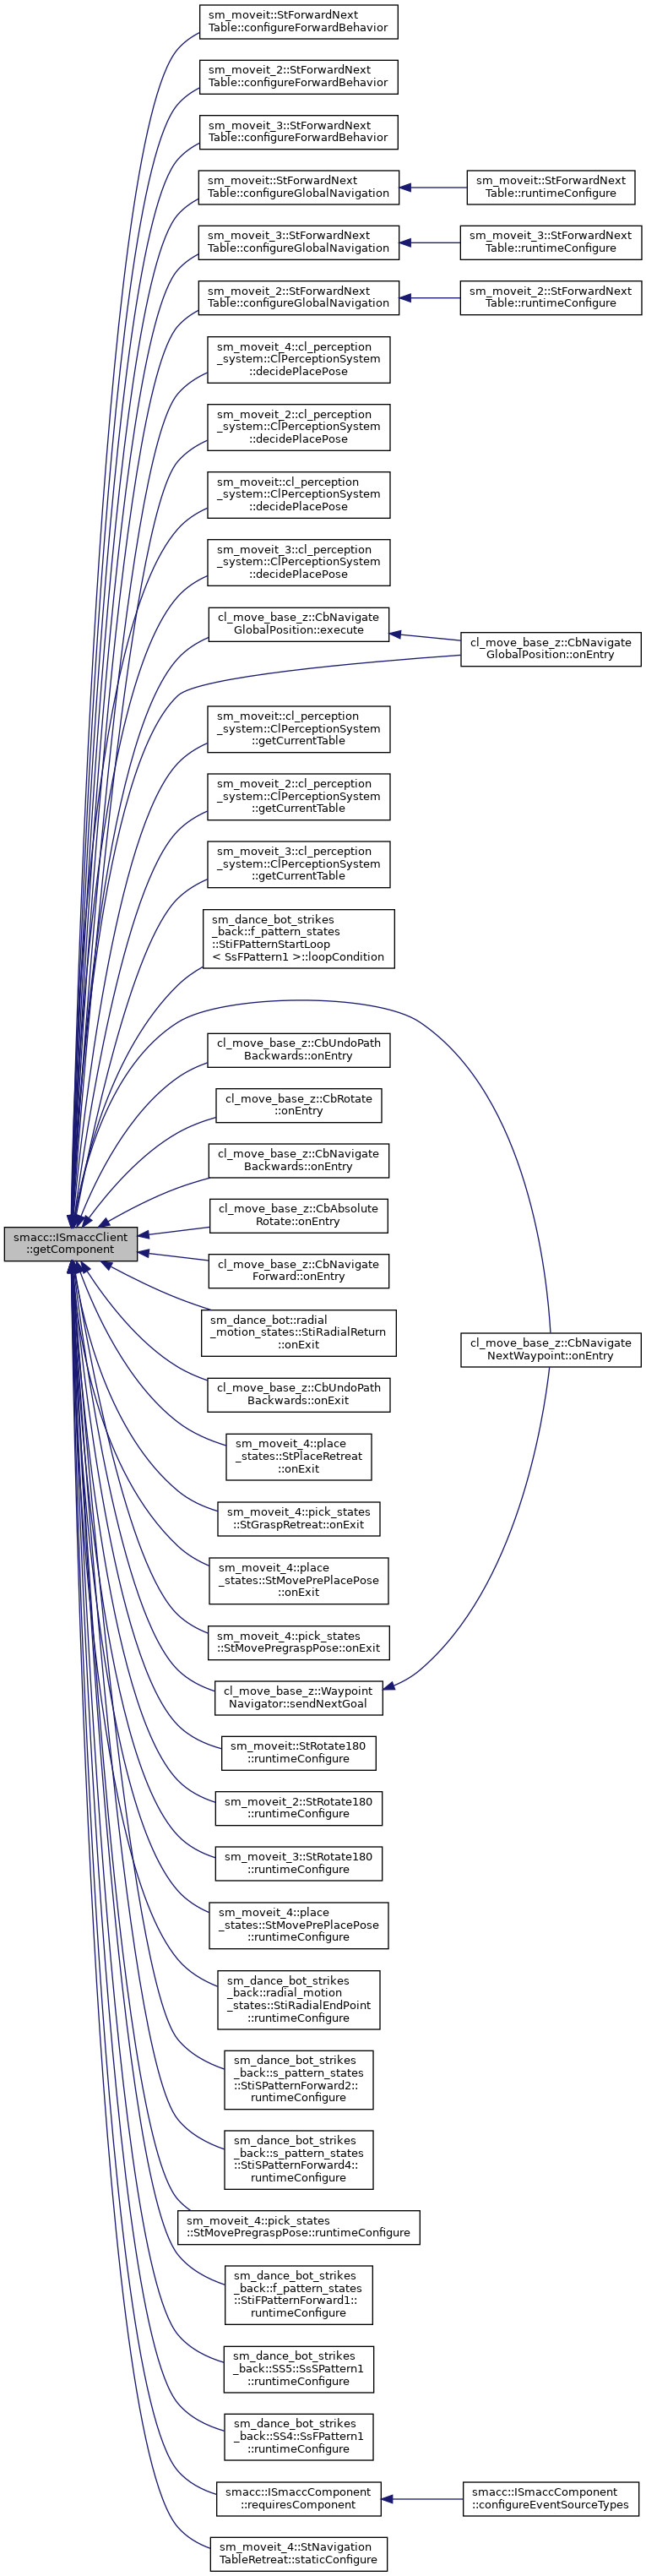 sm_moveit::StForwardNext
Table::configureForwardBehavior
sm_moveit_2::StForwardNext
Table::configureForwardBehavior
sm_moveit_3::StForwardNext
Table::configureForwardBehavior
sm_moveit::StForwardNext
Table::configureGlobalNavigation
sm_moveit::StForwardNext
Table::runtimeConfigure
sm_moveit_3::StForwardNext
Table::configureGlobalNavigation
sm_moveit_3::StForwardNext
Table::runtimeConfigure
sm_moveit_2::StForwardNext
Table::configureGlobalNavigation
sm_moveit_2::StForwardNext
Table::runtimeConfigure
sm_moveit_4::cl_perception
_system::ClPerceptionSystem
::decidePlacePose
sm_moveit_2::cl_perception
_system::ClPerceptionSystem
::decidePlacePose
sm_moveit::cl_perception
_system::ClPerceptionSystem
::decidePlacePose
sm_moveit_3::cl_perception
_system::ClPerceptionSystem
::decidePlacePose
cl_move_base_z::CbNavigate
GlobalPosition::execute
cl_move_base_z::CbNavigate
GlobalPosition::onEntry
sm_moveit::cl_perception
_system::ClPerceptionSystem
::getCurrentTable
sm_moveit_2::cl_perception
_system::ClPerceptionSystem
::getCurrentTable
sm_moveit_3::cl_perception
_system::ClPerceptionSystem
::getCurrentTable
sm_dance_bot_strikes
_back::f_pattern_states
::StiFPatternStartLoop
< SsFPattern1 >::loopCondition
cl_move_base_z::CbUndoPath
Backwards::onEntry
cl_move_base_z::CbRotate
::onEntry
cl_move_base_z::CbNavigate
Backwards::onEntry
cl_move_base_z::CbAbsolute
Rotate::onEntry
smacc::ISmaccClient
::getComponent
cl_move_base_z::CbNavigate
Forward::onEntry
sm_dance_bot::radial
_motion_states::StiRadialReturn
::onExit
cl_move_base_z::CbNavigate
NextWaypoint::onEntry
cl_move_base_z::CbUndoPath
Backwards::onExit
sm_moveit_4::place
_states::StPlaceRetreat
::onExit
sm_moveit_4::pick_states
::StGraspRetreat::onExit
sm_moveit_4::place
_states::StMovePrePlacePose
::onExit
sm_moveit_4::pick_states
::StMovePregraspPose::onExit
cl_move_base_z::Waypoint
Navigator::sendNextGoal
sm_moveit::StRotate180
::runtimeConfigure
sm_moveit_2::StRotate180
::runtimeConfigure
sm_moveit_3::StRotate180
::runtimeConfigure
sm_moveit_4::place
_states::StMovePrePlacePose
::runtimeConfigure
sm_dance_bot_strikes
_back::radial_motion
_states::StiRadialEndPoint
::runtimeConfigure
sm_dance_bot_strikes
_back::s_pattern_states
::StiSPatternForward2::
runtimeConfigure
sm_dance_bot_strikes
_back::s_pattern_states
::StiSPatternForward4::
runtimeConfigure
sm_moveit_4::pick_states
::StMovePregraspPose::runtimeConfigure
sm_dance_bot_strikes
_back::f_pattern_states
::StiFPatternForward1::
runtimeConfigure
sm_dance_bot_strikes
_back::SS5::SsSPattern1
::runtimeConfigure
sm_dance_bot_strikes
_back::SS4::SsFPattern1
::runtimeConfigure
smacc::ISmaccComponent
::requiresComponent
smacc::ISmaccComponent
::configureEventSourceTypes
sm_moveit_4::StNavigation
TableRetreat::staticConfigure